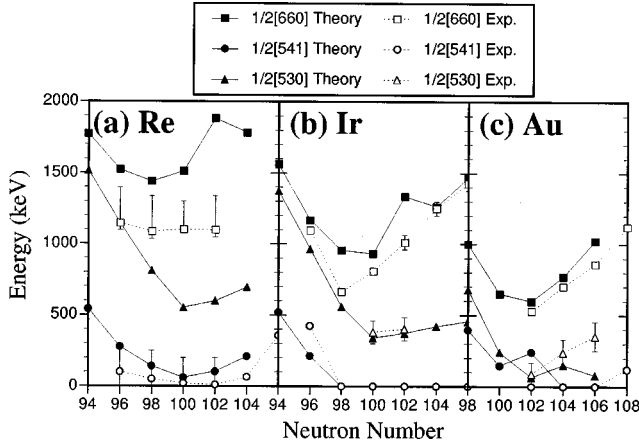 1/2[660] Theory 1/2[660] Exp.
1/2[541] Theory 1/2[541] Exp.
1/2[530] Theory 1/2[530] Exp.
2000
1500
1000
500
0
Energy (keV)
(a) Re
(b) Ir
(c) Au
94 96 98 100 102 104 94 96 98 100 102 104 98 100 102 104 106 108
Neutron Number